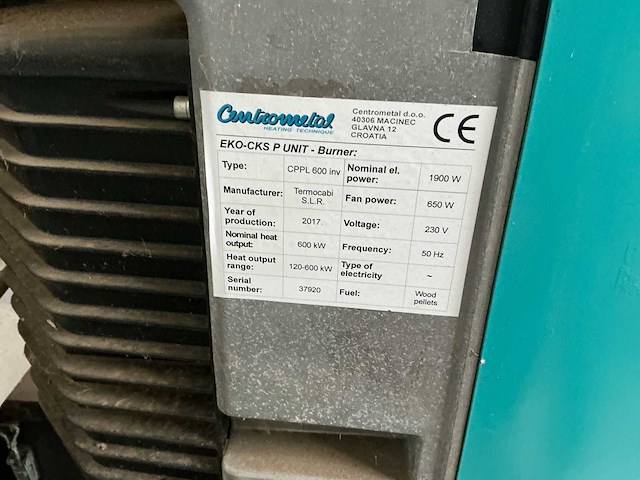 Centrometal
HEATING TECHNIQUE
Centrometal d.o.o.
40306 MACINEC
GLAVNA 12
CROATIA
CE
EKO-CKS P UNIT - Burner:
Type: CPPL 600 inv
Nominal el. power: 1900 W
Manufacturer: Termocabi S.L.R.
Fan power: 650 W
Year of production: 2017.
Voltage: 230 V
Nominal heat output: 600 kW
Frequency: 50 Hz
Heat output range: 120-600 kW
Type of electricity ~
Serial number: 37920
Fuel: Wood pellets